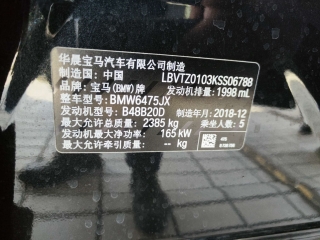 华晨宝马汽车有限公司制造
制造国：中国 LBVTZ0103KSS06788
品牌：宝马(BMW)牌 发动机排量：1998 mL
整车型号：BMW6475JX
发动机型号：B48B20D 制造年月：2018-12
最大允许总质量：2385 kg 乘坐人数：5
发动机最大净功率：165 kW
最大允许牵引质量：-- kg